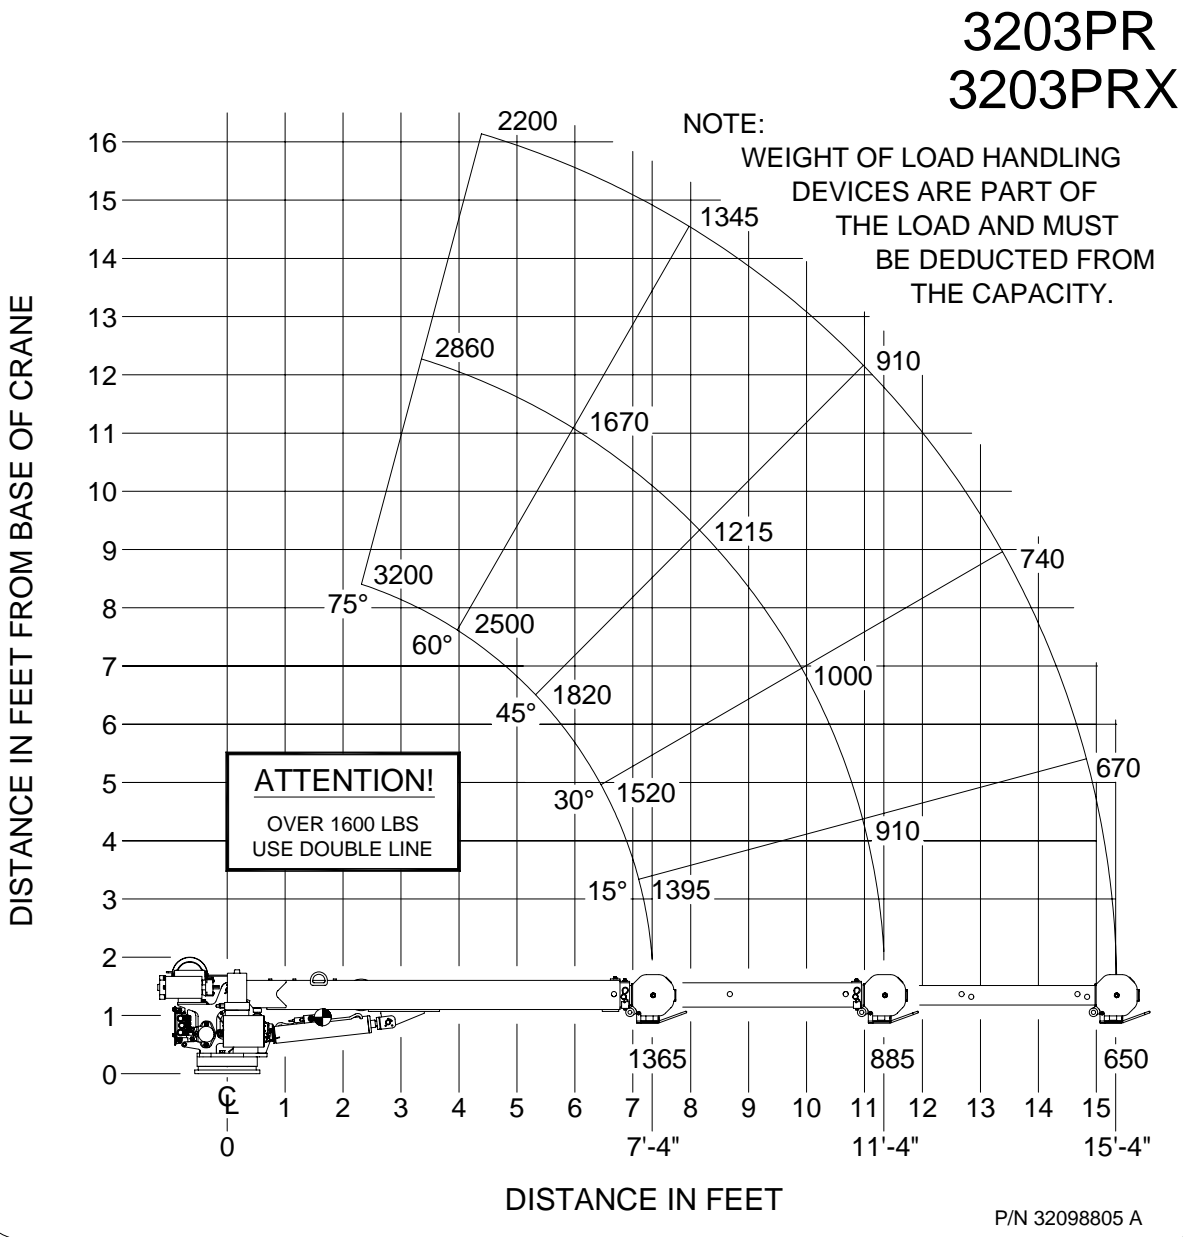 3203PR
3203PRX
NOTE:
WEIGHT OF LOAD HANDLING
DEVICES ARE PART OF
THE LOAD AND MUST
BE DEDUCTED FROM
THE CAPACITY.
DISTANCE IN FEET FROM BASE OF CRANE
16
15
14
13
12
11
10
9
8
7
6
5
4
3
2
1
0
2200
1345
2860
910
1670
1215
740
3200
75°
2500
60°
1000
1820
45°
670
1520
30°
910
1395
15°
ATTENTION!
OVER 1600 LBS
USE DOUBLE LINE
1365 885 650
℄ 1 2 3 4 5 6 7 8 9 10 11 12 13 14 15
0 7'-4" 11'-4" 15'-4"
DISTANCE IN FEET
P/N 32098805 A